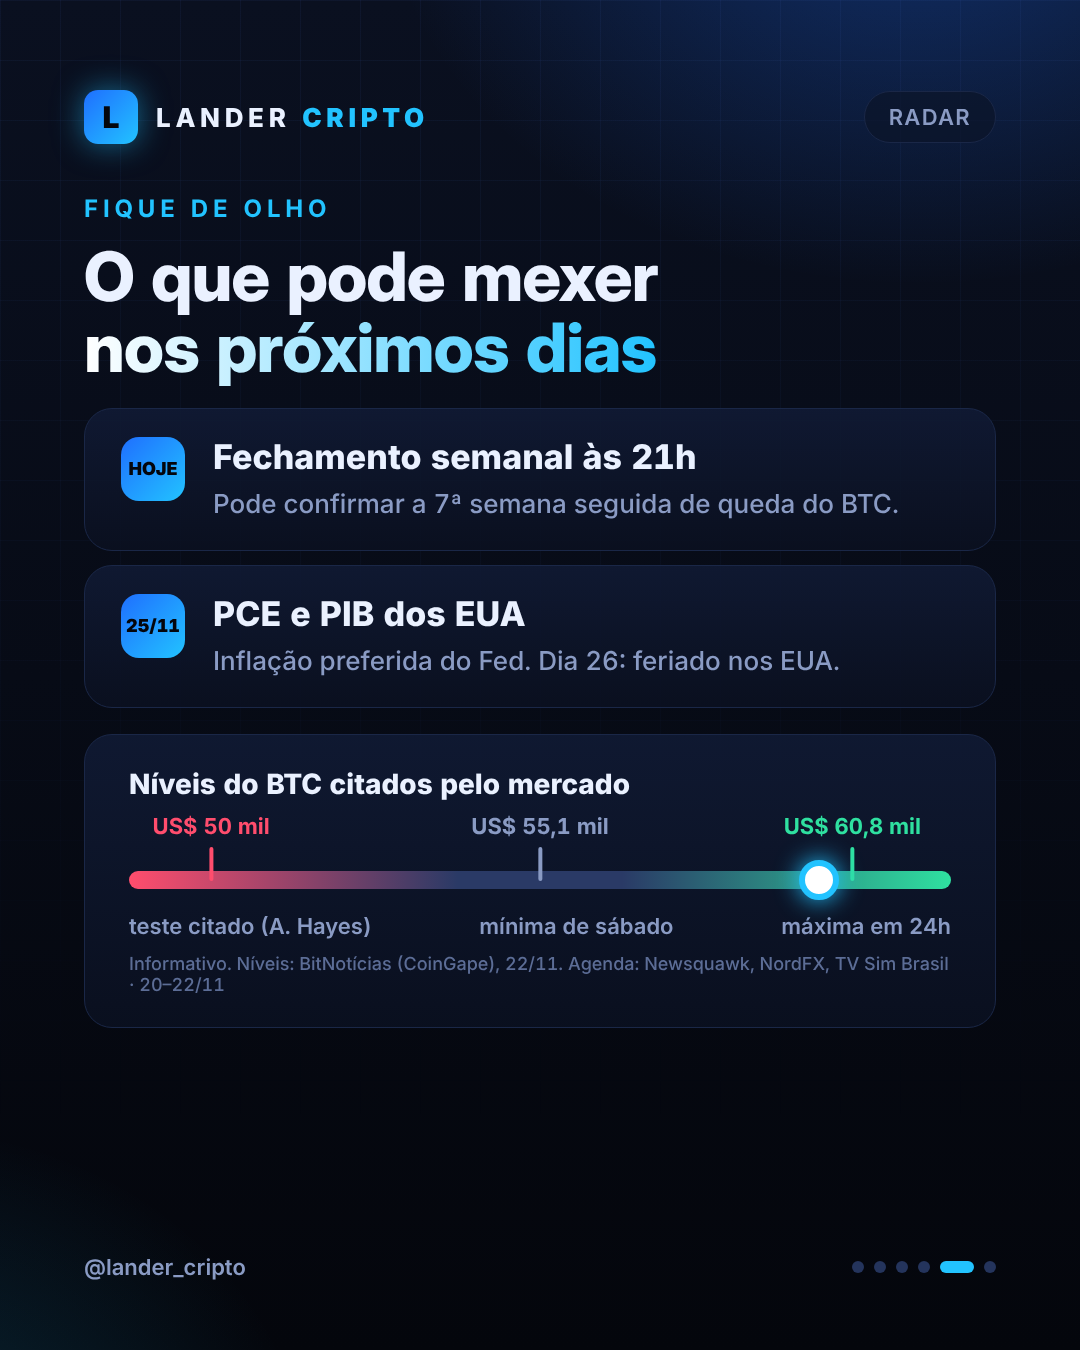 L LANDER CRIPTO
RADAR
FIQUE DE OLHO
O que pode mexer
nos próximos dias
HOJE
Fechamento semanal às 21h
Pode confirmar a 7ª semana seguida de queda do BTC.
25/11
PCE e PIB dos EUA
Inflação preferida do Fed. Dia 26: feriado nos EUA.
Níveis do BTC citados pelo mercado
US$ 50 mil US$ 55,1 mil US$ 60,8 mil
teste citado (A. Hayes) mínima de sábado máxima em 24h
Informativo. Níveis: BitNotícias (CoinGape), 22/11. Agenda: Newsquawk, NordFX, TV Sim Brasil
· 20–22/11
@lander_cripto